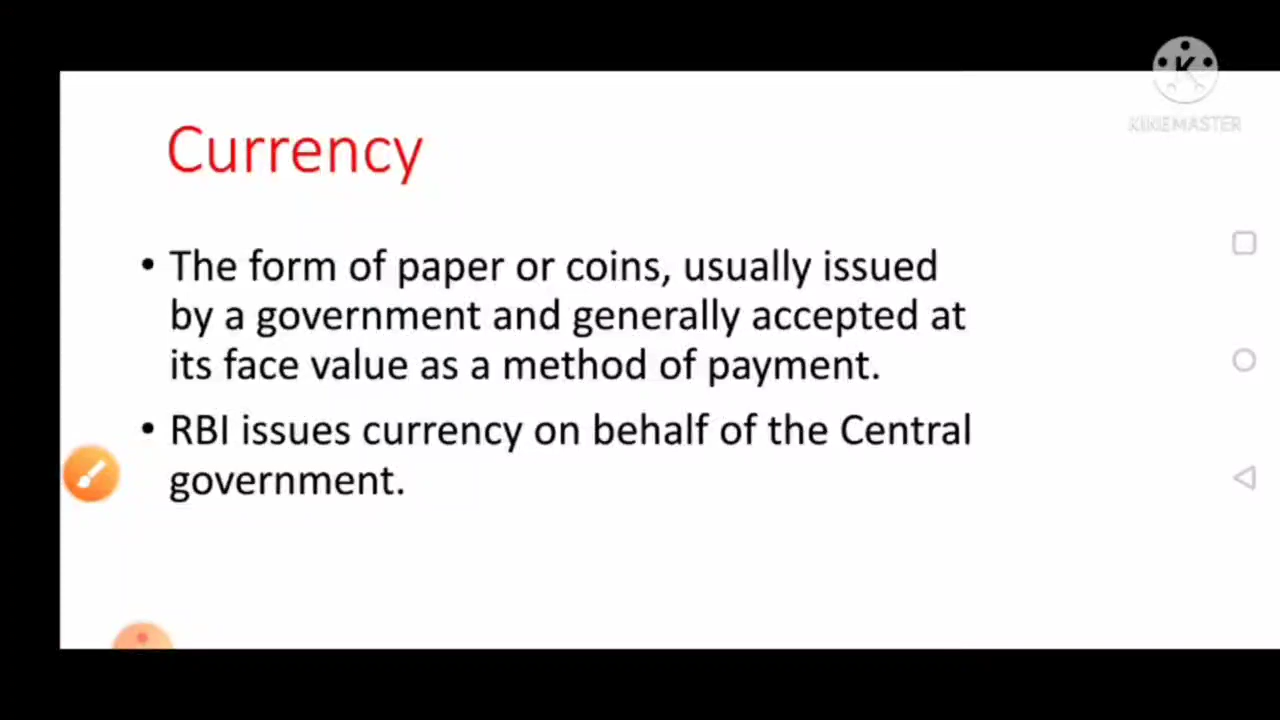 K
KINEMASTER
Currency
• The form of paper or coins, usually issued
by a government and generally accepted at
its face value as a method of payment.
• RBI issues currency on behalf of the Central
government.